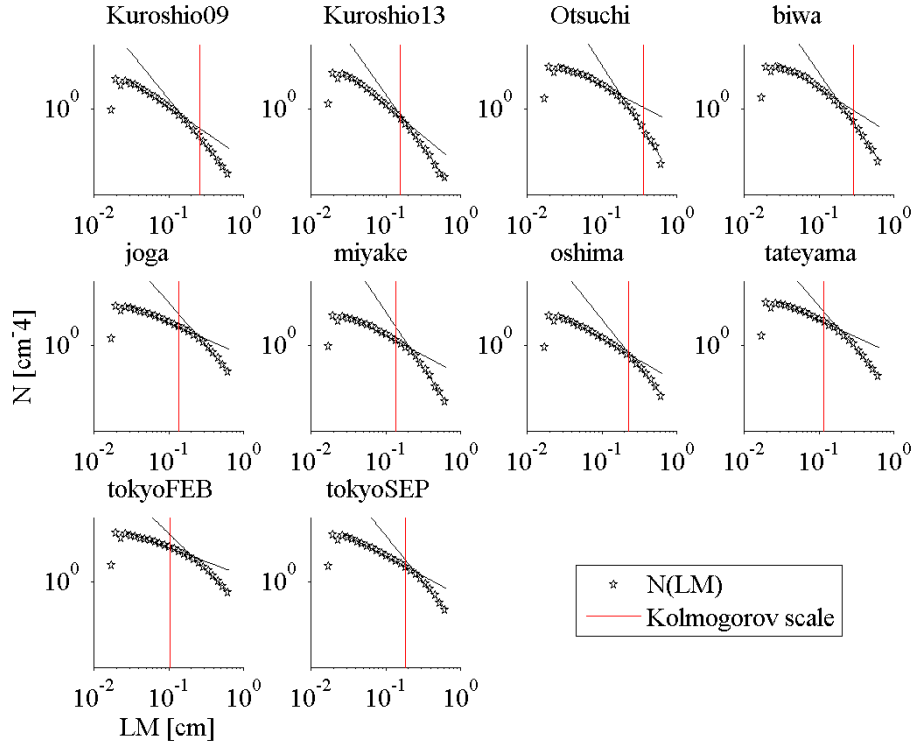 Kuroshio09 Kuroshio13 Otsuchi biwa
10^0 10^0 10^0 10^0
10^-2 10^-1 10^0 10^-2 10^-1 10^0 10^-2 10^-1 10^0 10^-2 10^-1 10^0
joga miyake oshima tateyama
N [cm^-4]
10^0 10^0 10^0 10^0
10^-2 10^-1 10^0 10^-2 10^-1 10^0 10^-2 10^-1 10^0 10^-2 10^-1 10^0
tokyoFEB tokyoSEP
10^0 10^0
10^-2 10^-1 10^0 10^-2 10^-1 10^0
LM [cm]
N(LM)
Kolmogorov scale